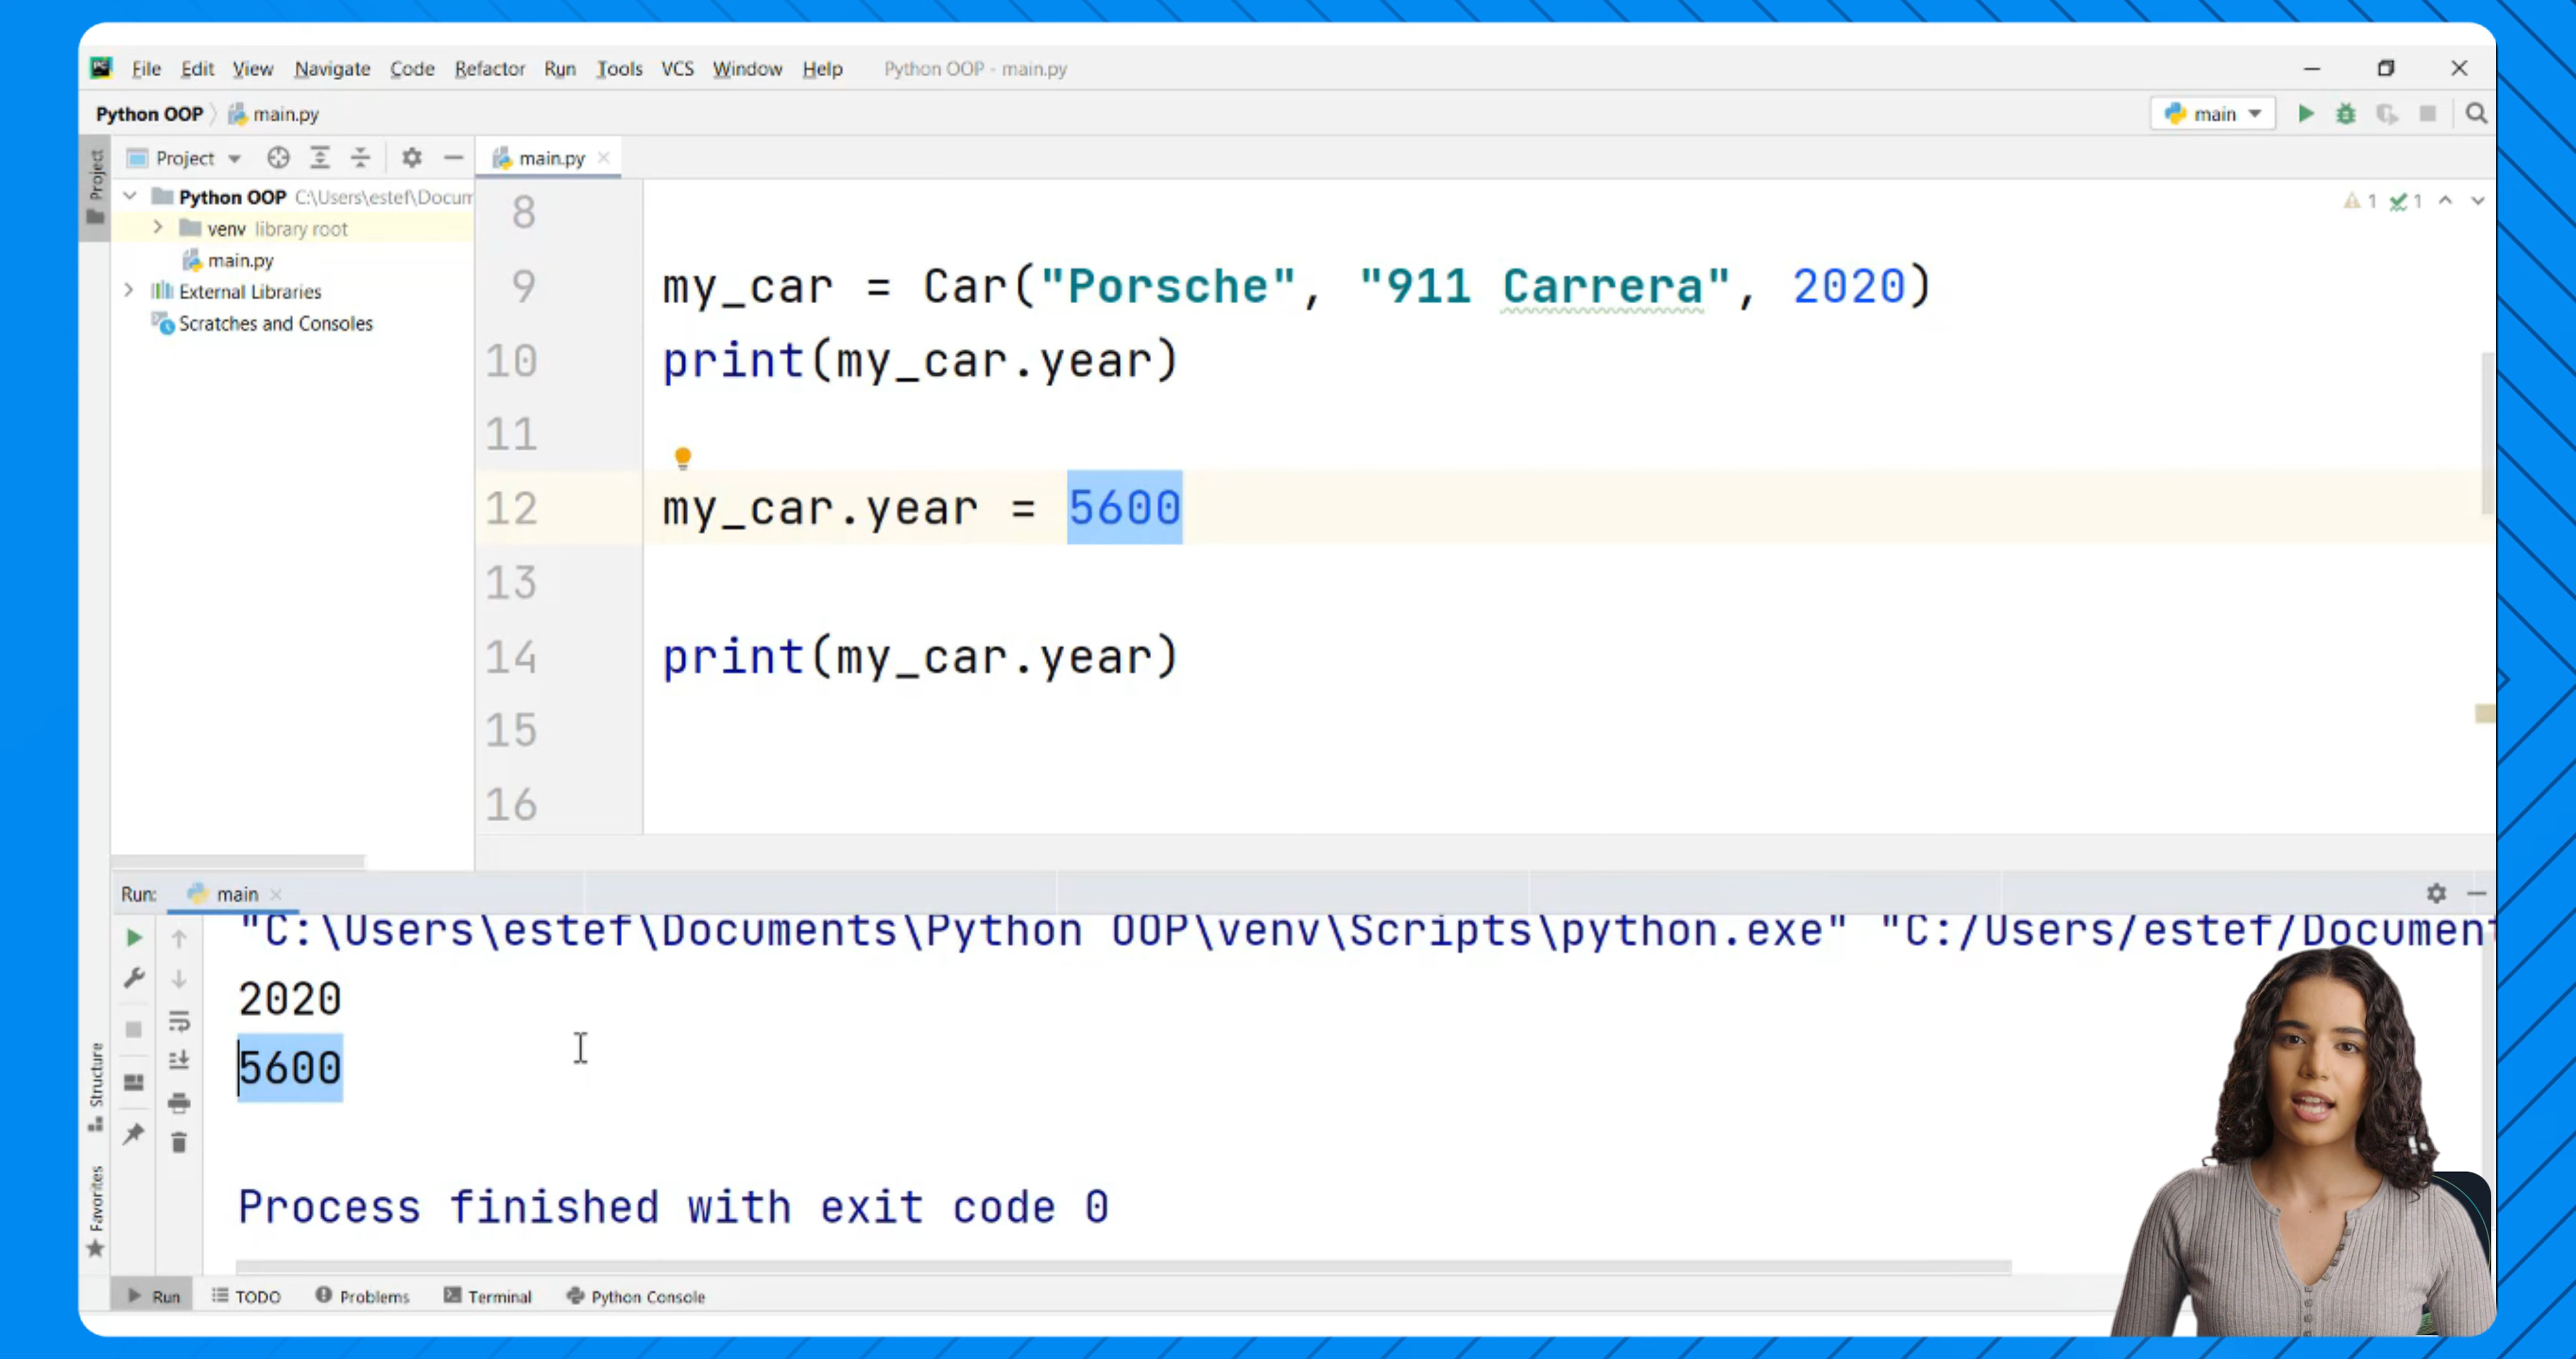 File Edit View Navigate Code Refactor Run Tools VCS Window Help Python OOP - main.py
Python OOP main.py
main
Project
Project
main.py
1 1
Python OOP C:\Users\estef\Docum
venv library root
main.py
External Libraries
Scratches and Consoles
8
9 my_car = Car("Porsche", "911 Carrera", 2020)
10 print(my_car.year)
11
12 my_car.year = 5600
13
14 print(my_car.year)
15
16
Run: main
"C:\Users\estef\Documents\Python OOP\venv\Scripts\python.exe" "C:/Users/estef/Document
2020
5600
Process finished with exit code 0
Structure
Favorites
Run TODO Problems Terminal Python Console